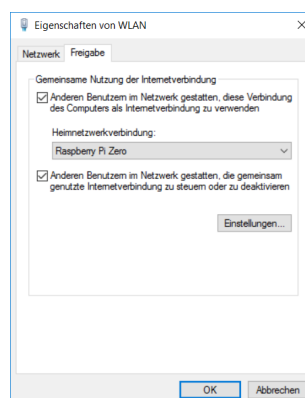 Eigenschaften von WLAN
Netzwerk Freigabe
Gemeinsame Nutzung der Internetverbindung
Anderen Benutzern im Netzwerk gestatten, diese Verbindung
des Computers als Internetverbindung zu verwenden
Heimnetzwerkverbindung:
Raspberry Pi Zero
Anderen Benutzern im Netzwerk gestatten, die gemeinsam
genutzte Internetverbindung zu steuern oder zu deaktivieren
Einstellungen...
OK Abbrechen